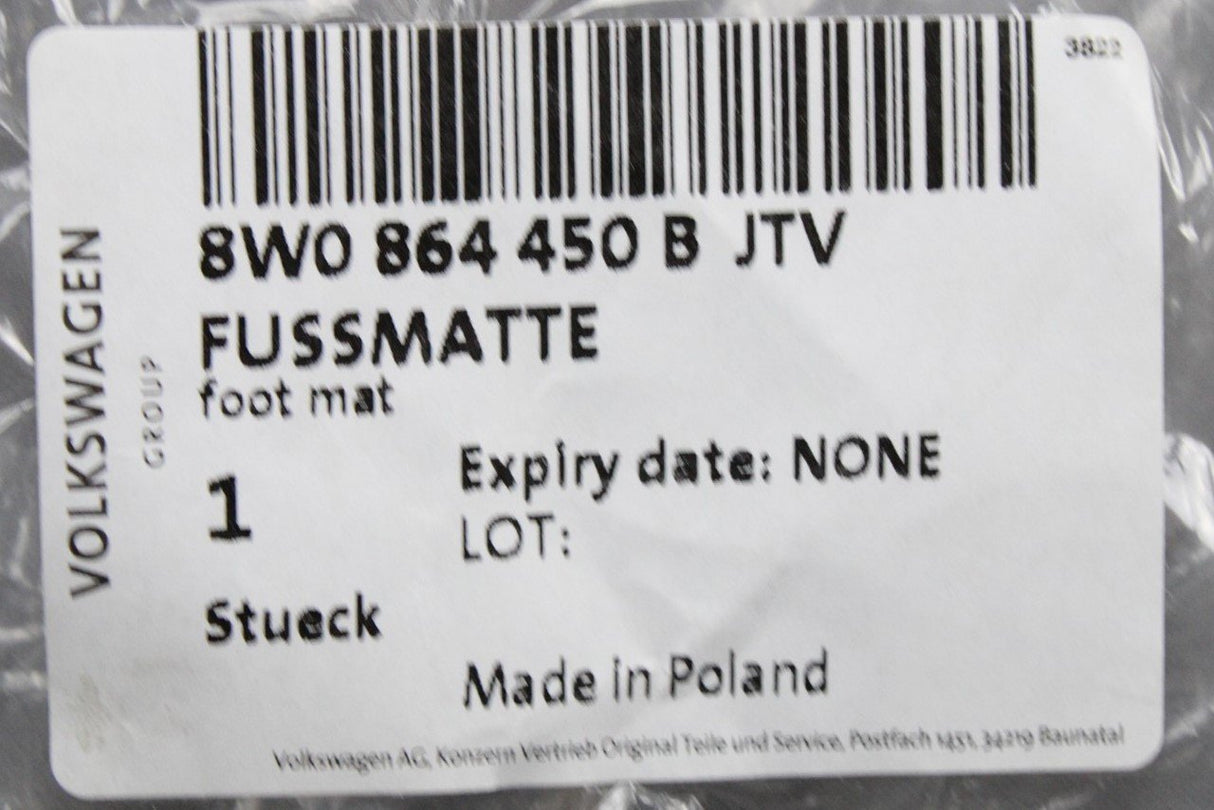 3822
8W0 864 450 B JTV
FUSSMATTE
foot mat
Expiry date: NONE
1
LOT:
Stueck
Made in Poland
Volkswagen AG, Konzern Vertrieb Original Teile und Service, Postfach 1451, 34219 Baunatal
VOLKSWAGEN
GROUP